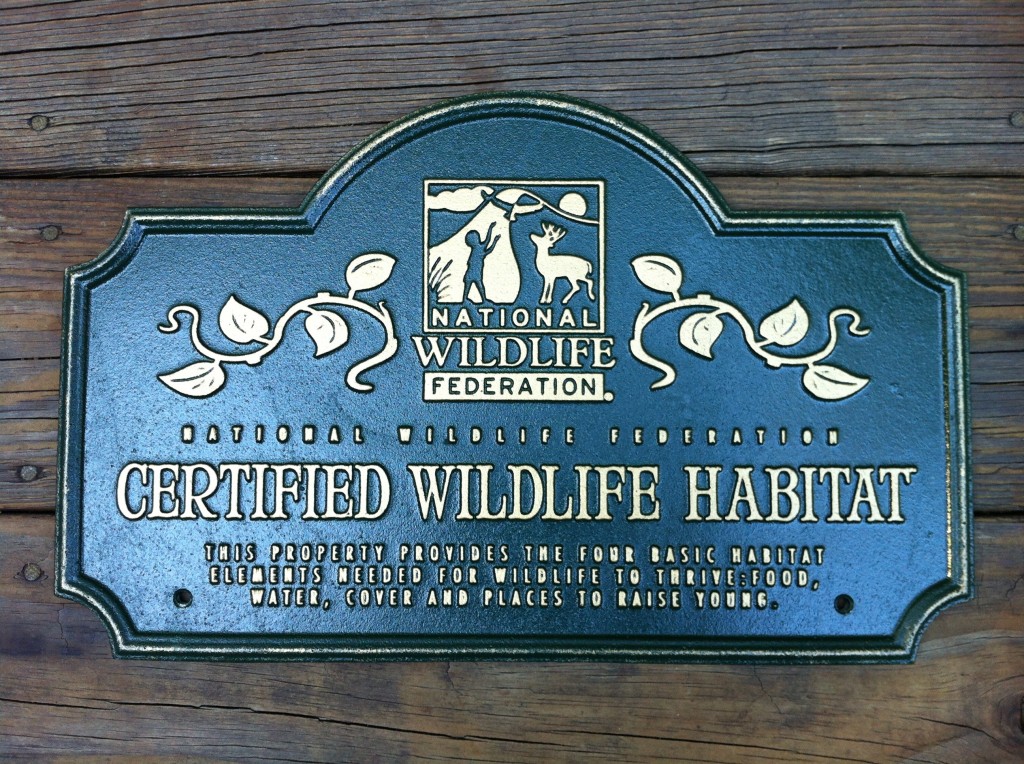 NATIONAL
WILDLIFE
FEDERATION.
NATIONAL WILDLIFE FEDERATION
CERTIFIED WILDLIFE HABITAT
THIS PROPERTY PROVIDES THE FOUR BASIC HABITAT
ELEMENTS NEEDED FOR WILDLIFE TO THRIVE:FOOD,
WATER, COVER AND PLACES TO RAISE YOUNG.